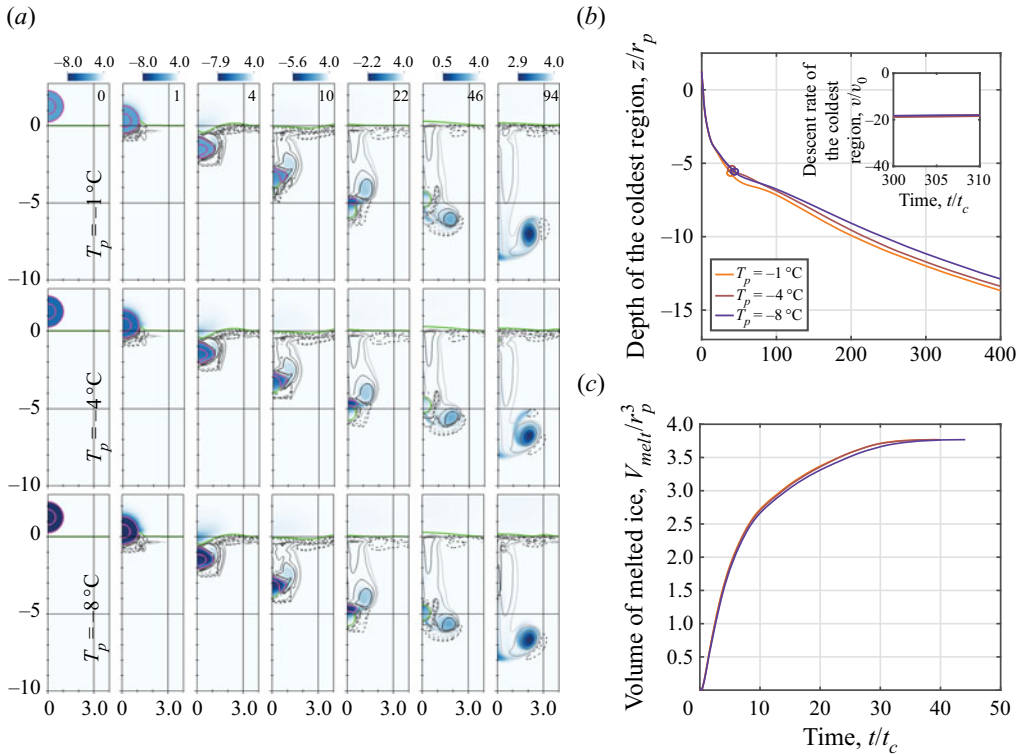 (a)
−8.0 4.0 −8.0 4.0 −7.9 4.0 −5.6 4.0 −2.2 4.0 0.5 4.0 2.9 4.0
0 1 4 10 22 46 94
0
−5
−10
T_p = −1 °C
0
−5
−10
T_p = −4 °C
0
−5
−10
T_p = −8 °C
0 3.0 0 3.0 0 3.0 0 3.0 0 3.0 0 3.0 0 3.0
(b)
Depth of the coldest region, z/r_p
0
−5
−10
−15
0 100 200 300 400
Descent rate of
the coldest
region, v/v_0
0
−20
−40
300 305 310
Time, t/t_c
T_p = −1 °C
T_p = −4 °C
T_p = −8 °C
(c)
Volume of melted ice, V_melt/r_p^3
4.0
3.5
3.0
2.5
2.0
1.5
1.0
0.5
0 10 20 30 40 50
Time, t/t_c